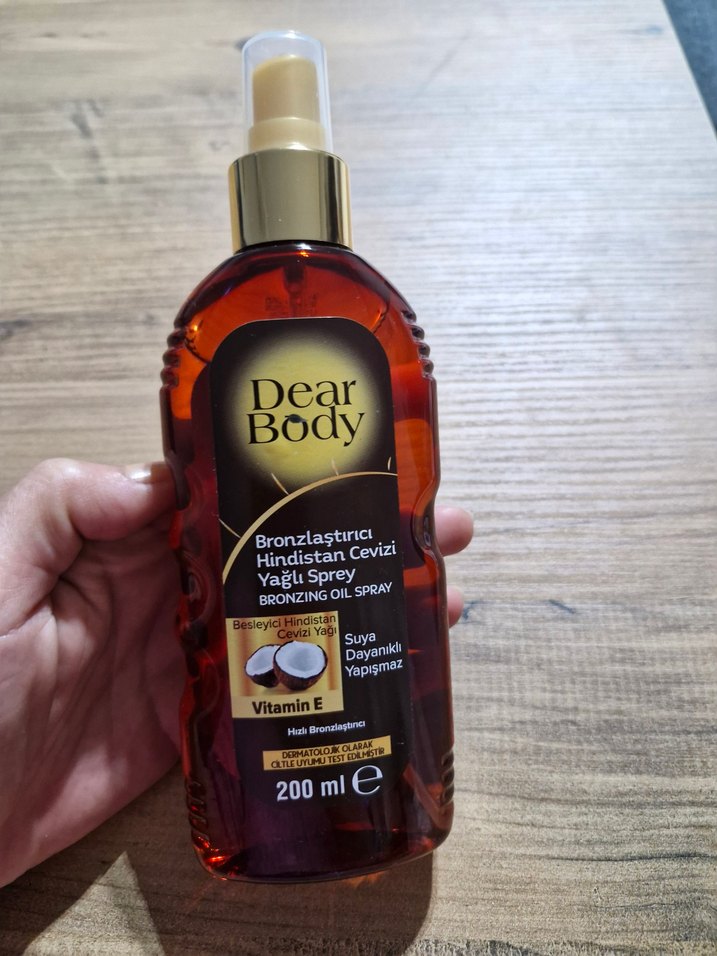 Dear
Body
Bronzlaştırıcı
Hindistan Cevizi
Yağlı Sprey
BRONZING OIL SPRAY
Besleyici Hindistan
Cevizi Yağı
Vitamin E
Suya
Dayanıklı
Yapışmaz
Hızlı Bronzlaştırıcı
DERMATOLOJİK OLARAK
CİLTLE UYUMU TEST EDİLMİŞTİR
200 ml ℮